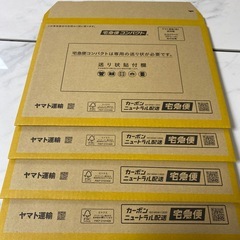 宅急便コンパクト
宅急便コンパクトは専用の送り状が必要です。
送り状貼付欄
ヤマト運輸
カーボン
ニュートラル配送
宅急便
ヤマト運輸
カーボン
ニュートラル配送
宅急便
ヤマト運輸
カーボン
ニュートラル配送
宅急便
ヤマト運輸
カーボン
ニュートラル配送
宅急便